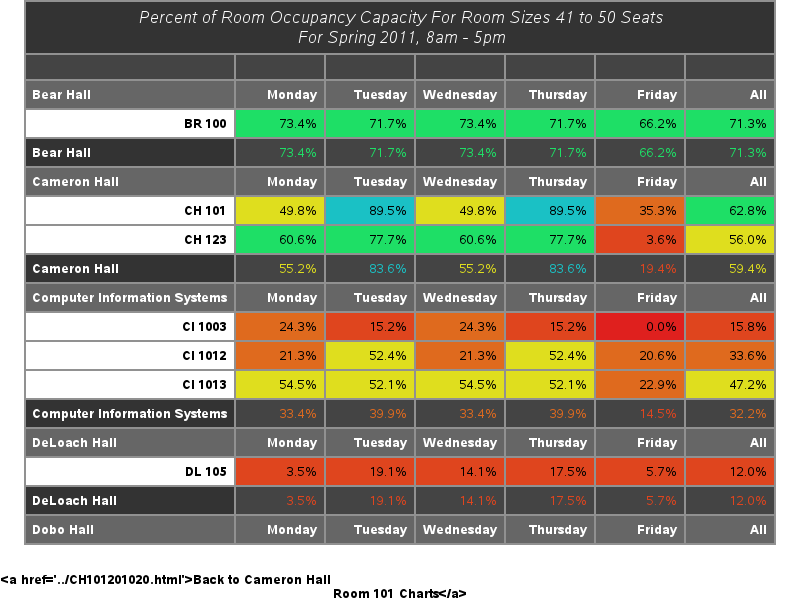 Percent of Room Occupancy Capacity For Room Sizes 41 to 50 Seats
For Spring 2011, 8am - 5pm
Bear Hall Monday Tuesday Wednesday Thursday Friday All
BR 100 73.4% 71.7% 73.4% 71.7% 66.2% 71.3%
Bear Hall 73.4% 71.7% 73.4% 71.7% 66.2% 71.3%
Cameron Hall Monday Tuesday Wednesday Thursday Friday All
CH 101 49.8% 89.5% 49.8% 89.5% 35.3% 62.8%
CH 123 60.6% 77.7% 60.6% 77.7% 3.6% 56.0%
Cameron Hall 55.2% 83.6% 55.2% 83.6% 19.4% 59.4%
Computer Information Systems Monday Tuesday Wednesday Thursday Friday All
CI 1003 24.3% 15.2% 24.3% 15.2% 0.0% 15.8%
CI 1012 21.3% 52.4% 21.3% 52.4% 20.6% 33.6%
CI 1013 54.5% 52.1% 54.5% 52.1% 22.9% 47.2%
Computer Information Systems 33.4% 39.9% 33.4% 39.9% 14.5% 32.2%
DeLoach Hall Monday Tuesday Wednesday Thursday Friday All
DL 105 3.5% 19.1% 14.1% 17.5% 5.7% 12.0%
DeLoach Hall 3.5% 19.1% 14.1% 17.5% 5.7% 12.0%
Dobo Hall Monday Tuesday Wednesday Thursday Friday All
<a href='../CH101201020.html'>Back to Cameron Hall
Room 101 Charts</a>